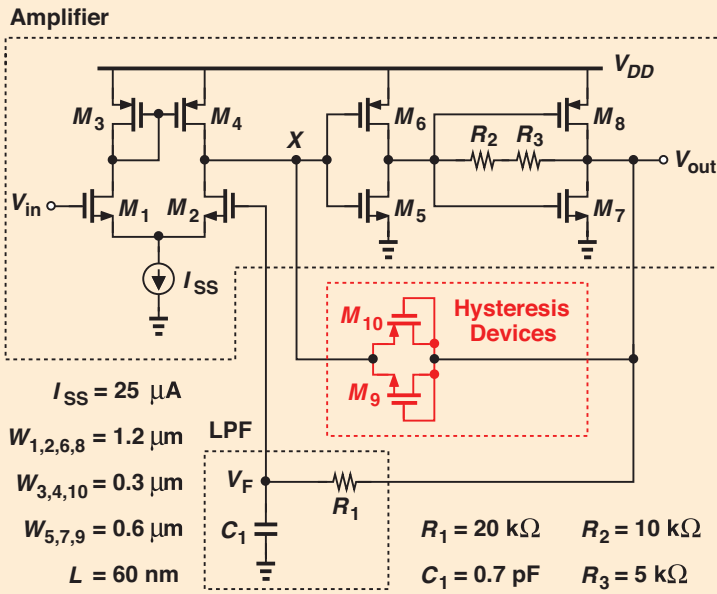 Amplifier
V_DD
M_3 M_4 M_6 M_8
X R_2 R_3
V_out
V_in M_1 M_2 M_5 M_7
I_SS
M_10 Hysteresis Devices
M_9
I_SS = 25 μA
W_1,2,6,8 = 1.2 μm
W_3,4,10 = 0.3 μm
W_5,7,9 = 0.6 μm
L = 60 nm
LPF
V_F
R_1
C_1
R_1 = 20 kΩ R_2 = 10 kΩ
C_1 = 0.7 pF R_3 = 5 kΩ